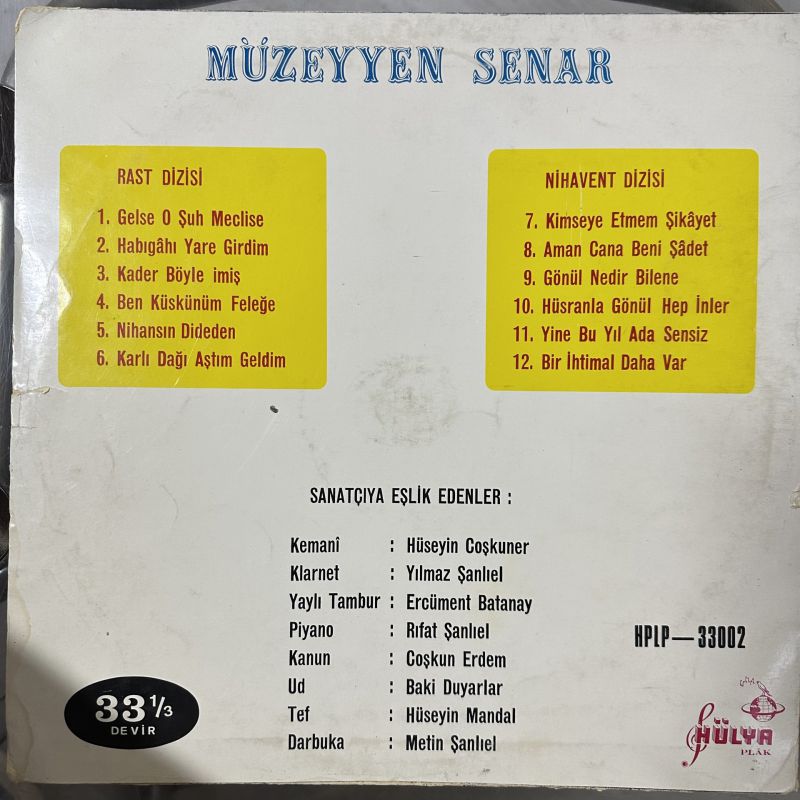 MÜZEYYEN SENAR
RAST DİZİSİ
1. Gelse O Şuh Meclise
2. Habıgâhı Yare Girdim
3. Kader Böyle imiş
4. Ben Küskünüm Feleğe
5. Nihansın Dideden
6. Karlı Dağı Aştım Geldim
NİHAVENT DİZİSİ
7. Kimseye Etmem Şikâyet
8. Aman Cana Beni Şâdet
9. Gönül Nedir Bilene
10. Hüsranla Gönül Hep İnler
11. Yine Bu Yıl Ada Sensiz
12. Bir İhtimal Daha Var
SANATÇIYA EŞLİK EDENLER :
Kemanî : Hüseyin Coşkuner
Klarnet : Yılmaz Şanlıel
Yaylı Tambur : Ercüment Batanay
Piyano : Rıfat Şanlıel
Kanun : Coşkun Erdem
Ud : Baki Duyarlar
Tef : Hüseyin Mandal
Darbuka : Metin Şanlıel
HPLP—33002
33 1/3
DEVİR
HÜLYA
PLÂK